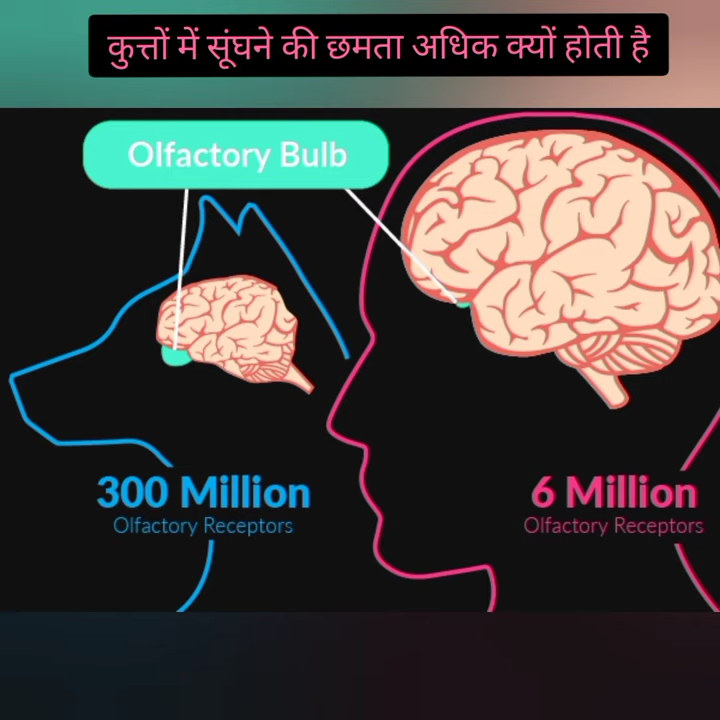 कुत्तों में सूंघने की छमता अधिक क्यों होती है
Olfactory Bulb
300 Million
Olfactory Receptors
6 Million
Olfactory Receptors